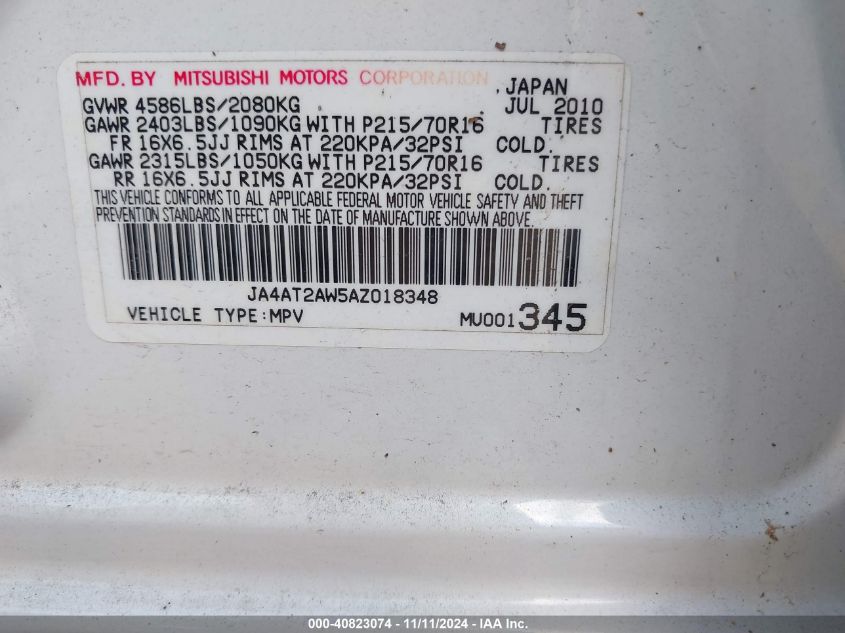 MFD. BY MITSUBISHI MOTORS CORPORATION JAPAN
GVWR 4586LBS/2080KG JUL 2010
GAWR 2403LBS/1090KG WITH P215/70R16 TIRES
FR 16X6.5JJ RIMS AT 220KPA/32PSI COLD.
GAWR 2315LBS/1050KG WITH P215/70R16 TIRES
RR 16X6.5JJ RIMS AT 220KPA/32PSI COLD.
THIS VEHICLE CONFORMS TO ALL APPLICABLE FEDERAL MOTOR VEHICLE SAFETY AND THEFT
PREVENTION STANDARDS IN EFFECT ON THE DATE OF MANUFACTURE SHOWN ABOVE.
JA4AT2AW5AZ018348
VEHICLE TYPE:MPV MU001345
000-40823074 - 11/11/2024 - IAA Inc.